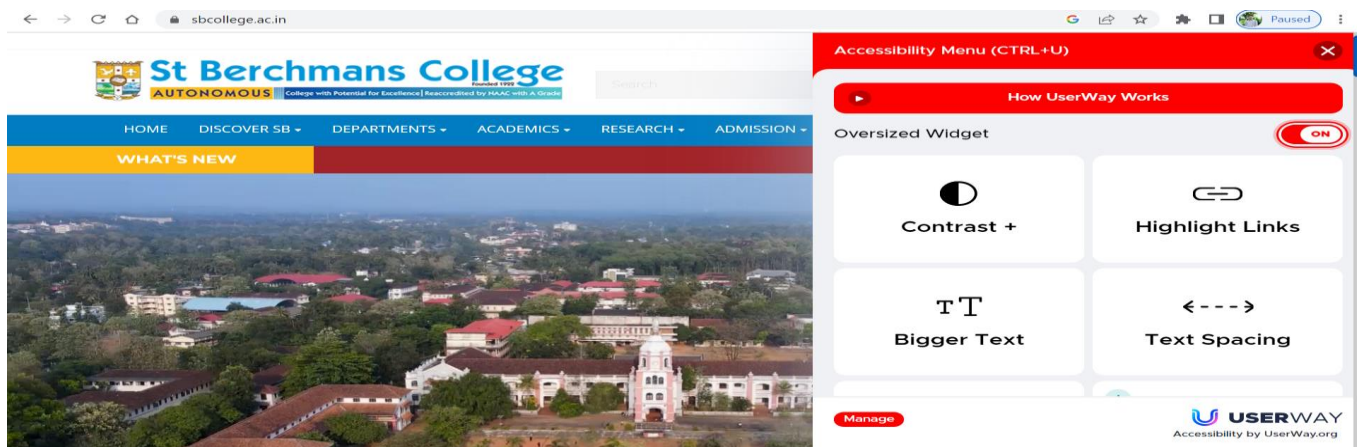 sbcollege.ac.in
Paused
Accessibility Menu (CTRL+U)
St Berchmans College
Founded 1922
AUTONOMOUS College with Potential for Excellence | Reaccredited by NAAC with A Grade
Search
How UserWay Works
HOME DISCOVER SB DEPARTMENTS ACADEMICS RESEARCH ADMISSION
Oversized Widget ON
WHAT'S NEW
Contrast +
Highlight Links
Bigger Text
Text Spacing
Manage
USERWAY
Accessibility by UserWay.org